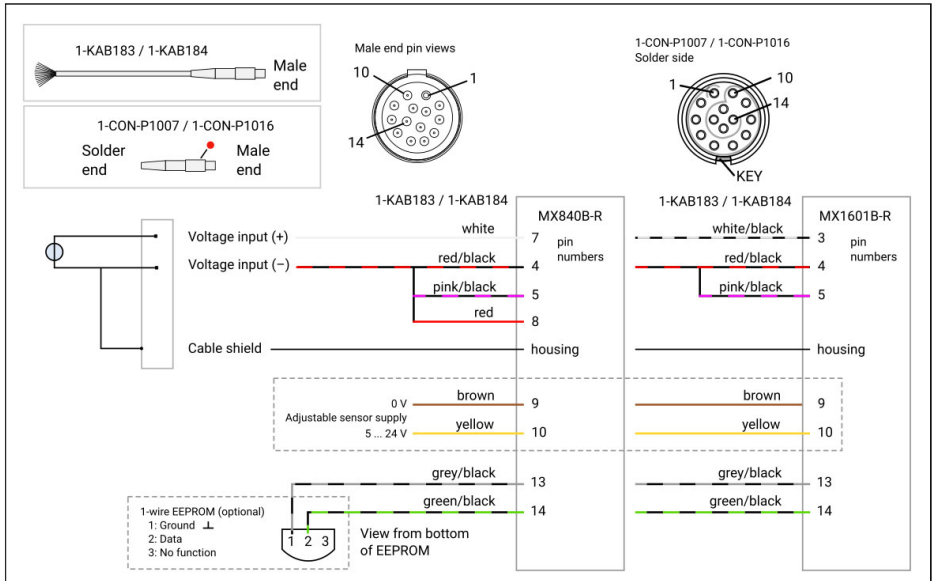 1-KAB183 / 1-KAB184
Male
end
1-CON-P1007 / 1-CON-P1016
Solder
end
Male
end
Male end pin views
10
1
14
1-CON-P1007 / 1-CON-P1016
Solder side
1
10
14
KEY
1-KAB183 / 1-KAB184
1-KAB183 / 1-KAB184
MX840B-R
pin
numbers
MX1601B-R
pin
numbers
Voltage input (+)
white
7
white/black
3
Voltage input (–)
red/black
4
red/black
4
pink/black
5
pink/black
5
red
8
Cable shield
housing
housing
0 V
brown
9
brown
9
Adjustable sensor supply
5 ... 24 V
yellow
10
yellow
10
grey/black
13
grey/black
13
green/black
14
green/black
14
1-wire EEPROM (optional)
1: Ground ⊥
2: Data
3: No function
1 2 3
View from bottom
of EEPROM